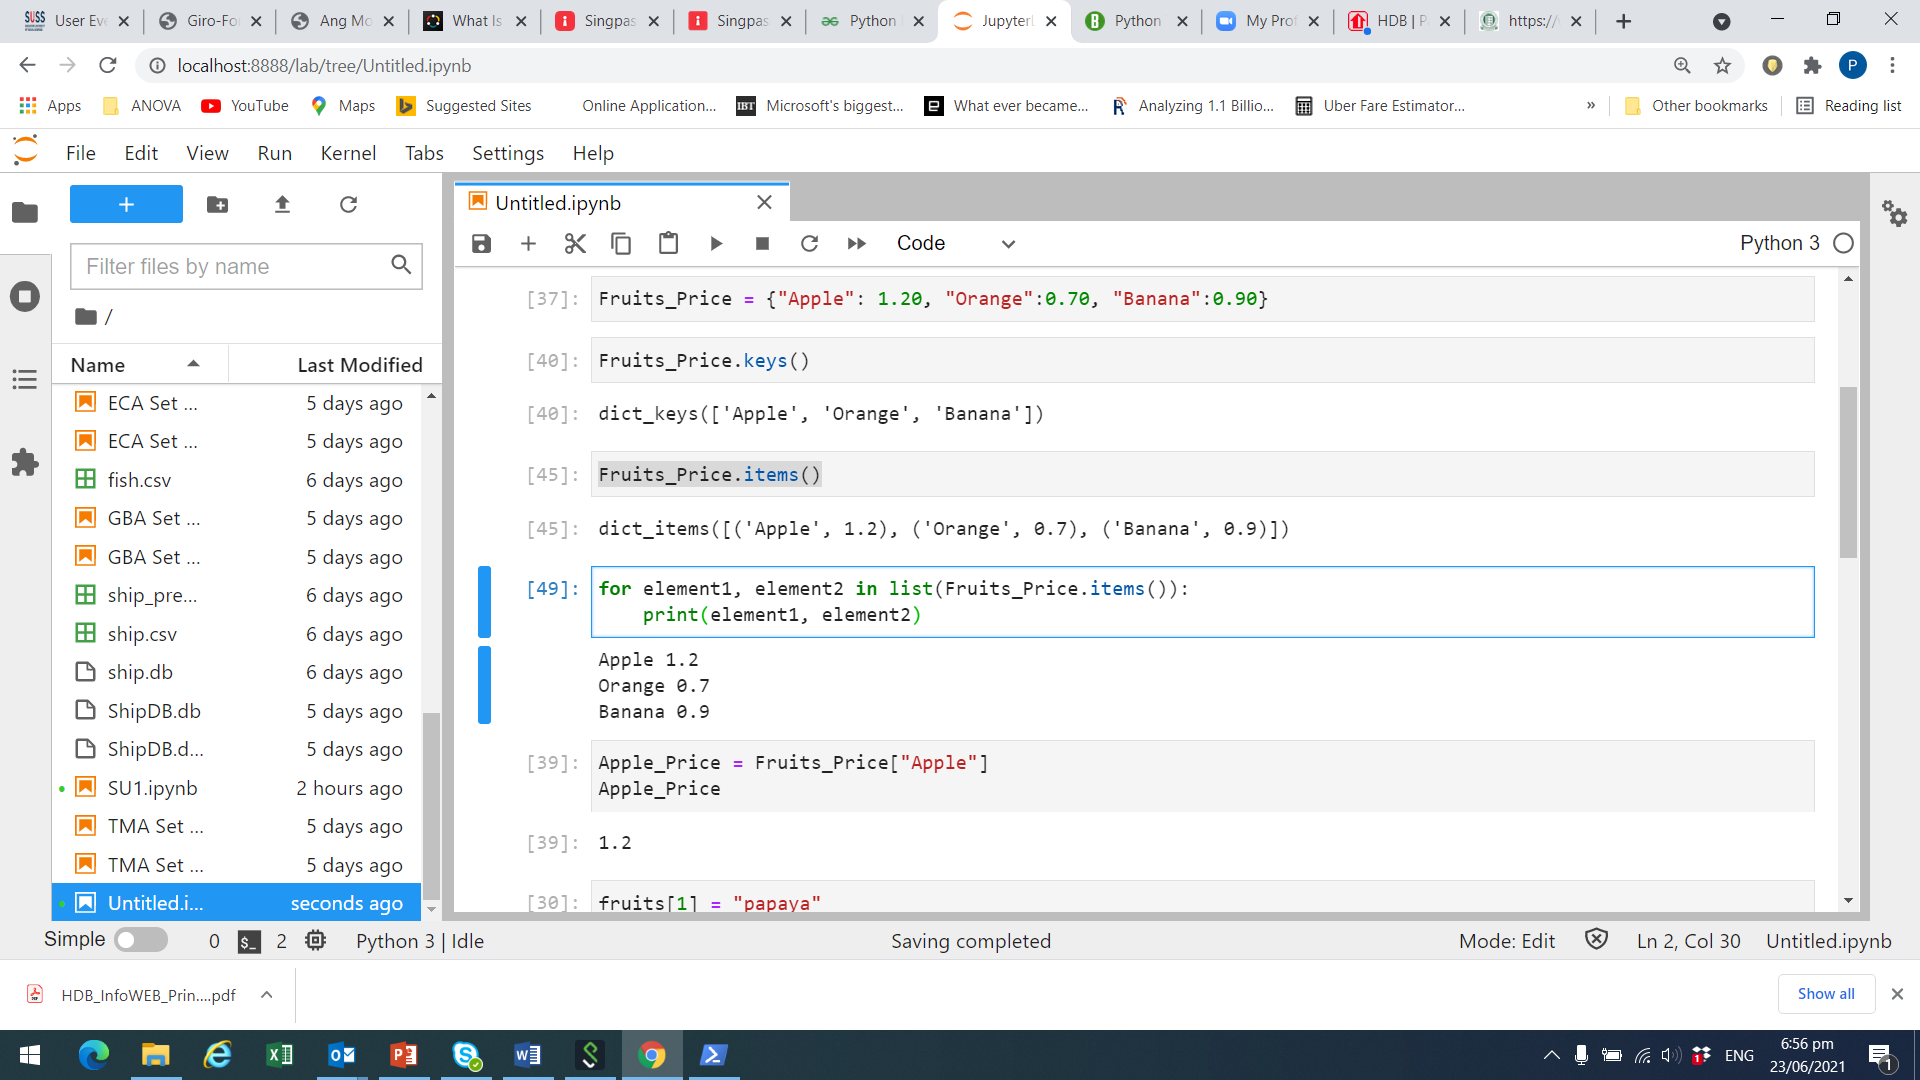 SUSS User Eve
Giro-Fo
Ang Mo
What Is
Singpas
Singpas
Python
Jupyter
Python
My Prof
HDB | P
https://
localhost:8888/lab/tree/Untitled.ipynb
P
Apps ANOVA YouTube Maps Suggested Sites Online Application... Microsoft's biggest... What ever became... Analyzing 1.1 Billio... Uber Fare Estimator... » Other bookmarks Reading list
File Edit View Run Kernel Tabs Settings Help
Untitled.ipynb
Code
Python 3
Filter files by name
/
Name Last Modified
ECA Set ... 5 days ago
ECA Set ... 5 days ago
fish.csv 6 days ago
GBA Set ... 5 days ago
GBA Set ... 5 days ago
ship_pre... 6 days ago
ship.csv 6 days ago
ship.db 6 days ago
ShipDB.db 5 days ago
ShipDB.d... 5 days ago
SU1.ipynb 2 hours ago
TMA Set ... 5 days ago
TMA Set ... 5 days ago
Untitled.i... seconds ago
[37]: Fruits_Price = {"Apple": 1.20, "Orange":0.70, "Banana":0.90}
[40]: Fruits_Price.keys()
[40]: dict_keys(['Apple', 'Orange', 'Banana'])
[45]: Fruits_Price.items()
[45]: dict_items([('Apple', 1.2), ('Orange', 0.7), ('Banana', 0.9)])
[49]: for element1, element2 in list(Fruits_Price.items()):
print(element1, element2)
Apple 1.2
Orange 0.7
Banana 0.9
[39]: Apple_Price = Fruits_Price["Apple"]
Apple_Price
[39]: 1.2
[30]: fruits[1] = "papaya"
Simple 0 $_ 2 Python 3 | Idle Saving completed Mode: Edit Ln 2, Col 30 Untitled.ipynb
HDB_InfoWEB_Prin....pdf Show all
ENG
6:56 pm
23/06/2021
1